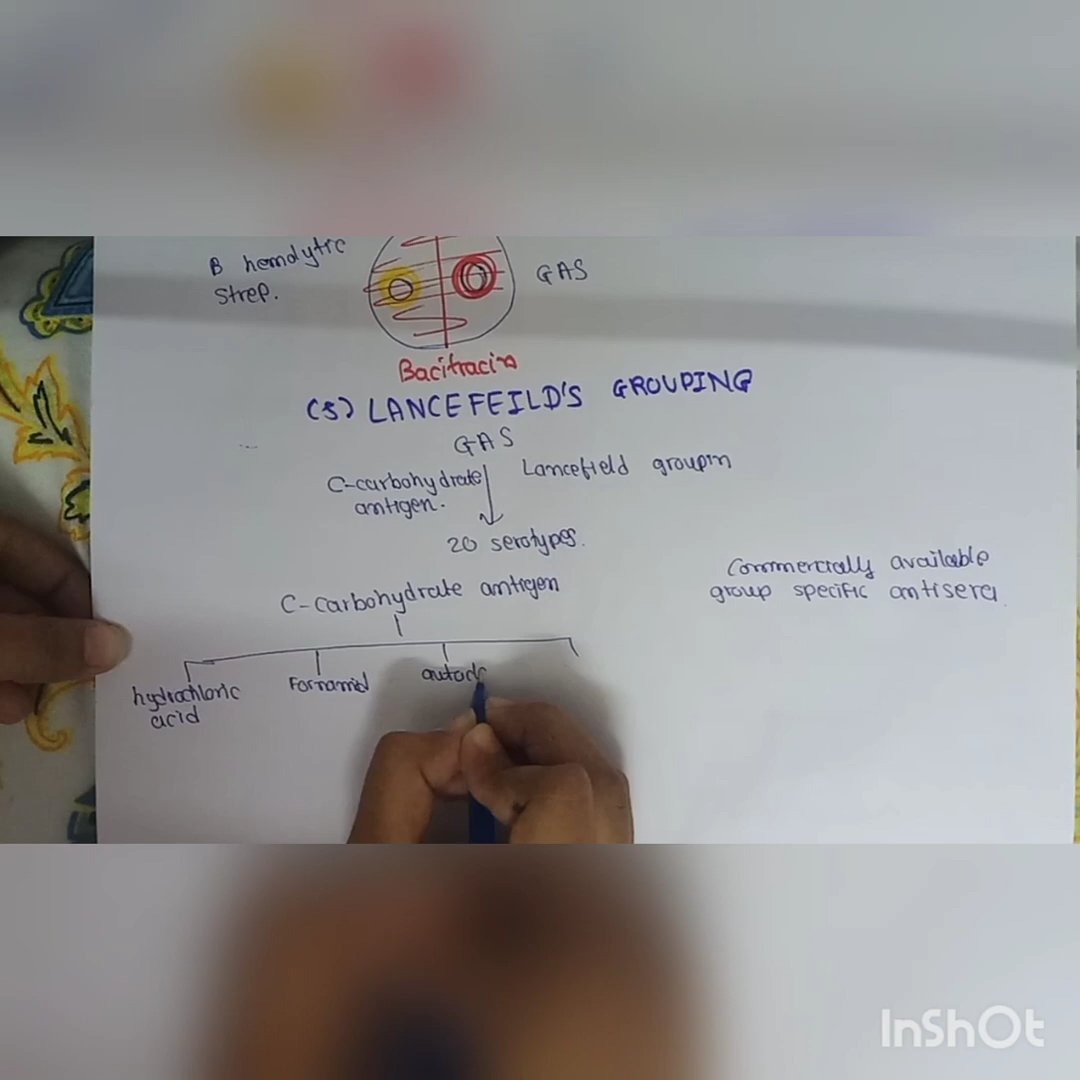 B hemolytic
strep.
GAS
Bacitracin
(5) LANCEFEILD'S GROUPING
GAS
C-carbohydrate
antigen.
Lancefield groupin
20 serotypes.
C-carbohydrate antigen
Commercially available
group specific antisera
hydrochloric
acid
Formamid
autocl
InShOt